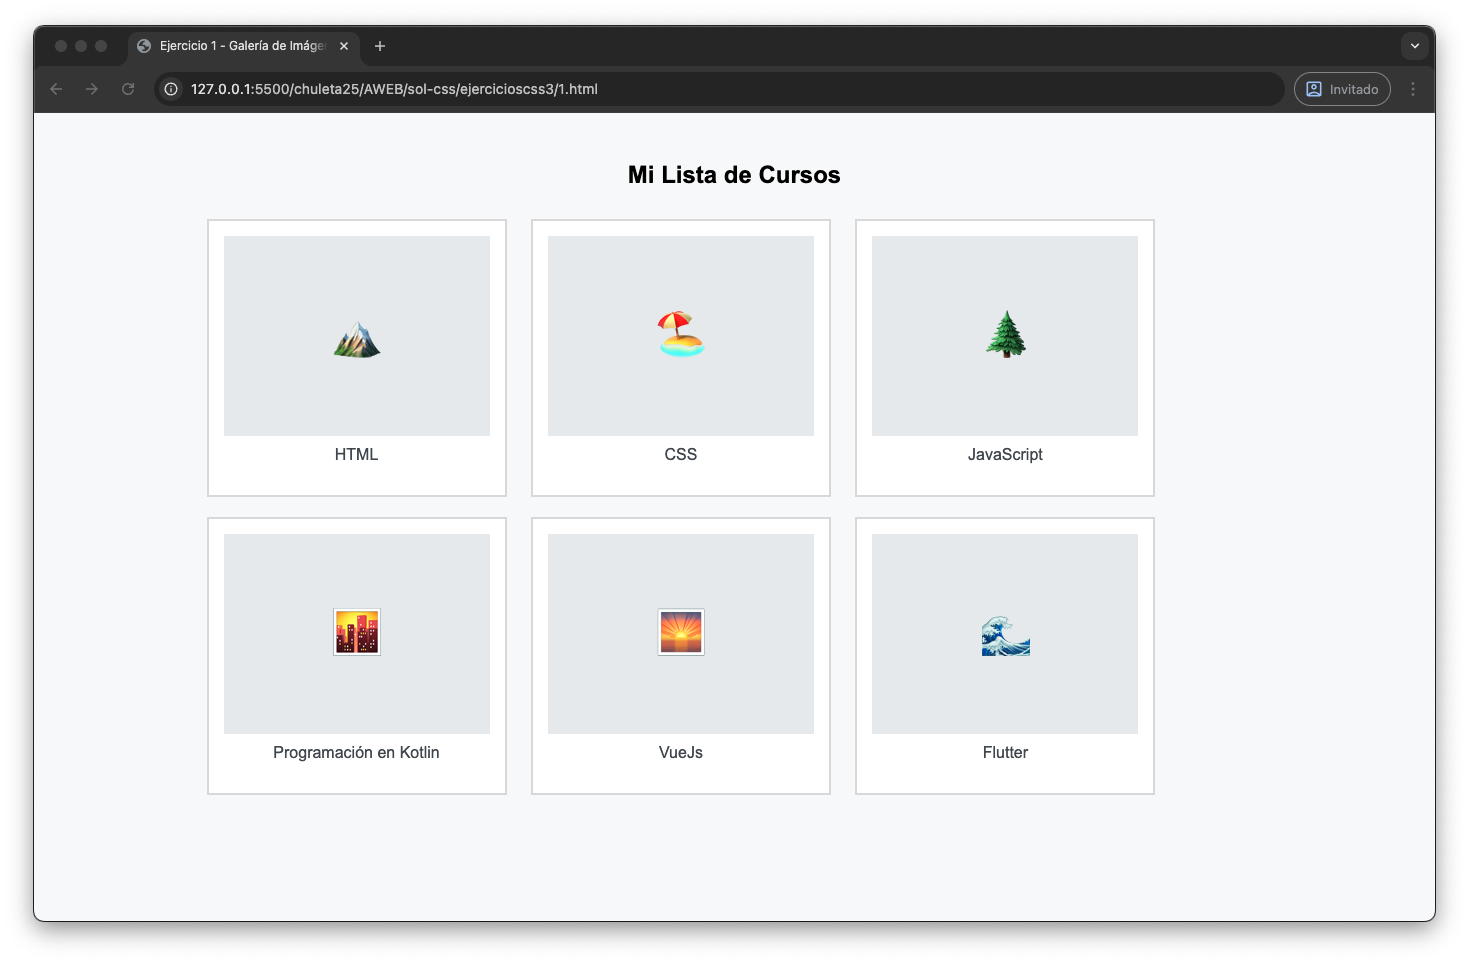 Ejercicio 1 - Galería de Imáge
127.0.0.1:5500/chuleta25/AWEB/sol-css/ejercicioscss3/1.html
Invitado
Mi Lista de Cursos
HTML
CSS
JavaScript
Programación en Kotlin
VueJs
Flutter